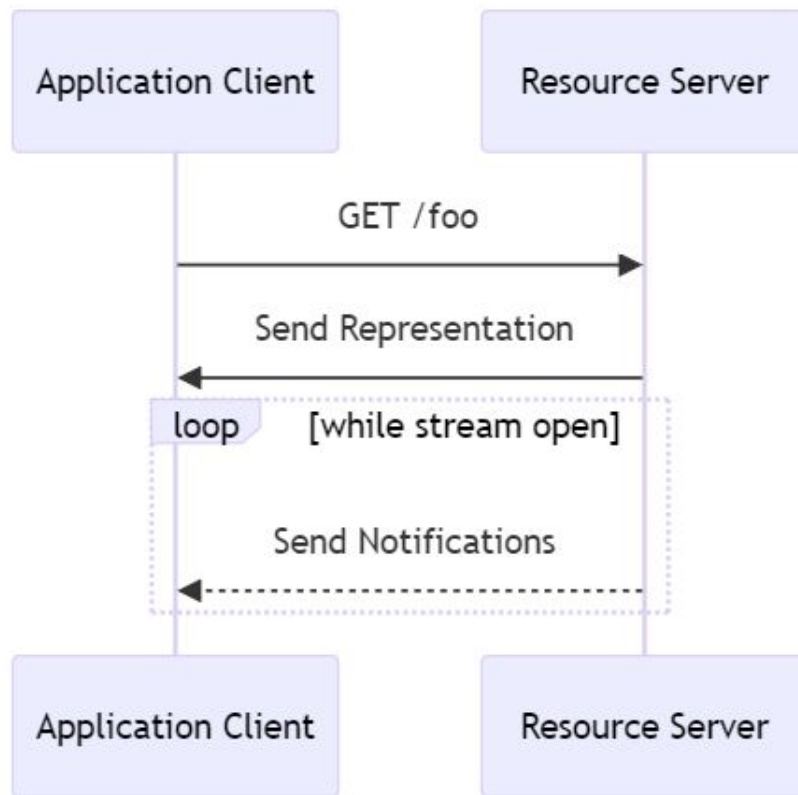 Application Client
Resource Server
GET /foo
Send Representation
loop
[while stream open]
Send Notifications
Application Client
Resource Server